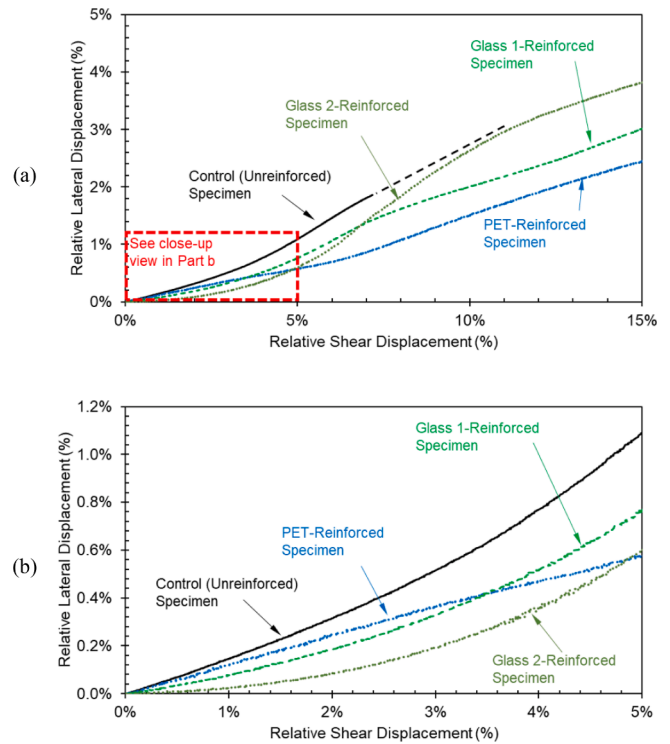 (a)
Relative Lateral Displacement (%)
5%
4%
3%
2%
1%
0%
Glass 1-Reinforced
Specimen
Glass 2-Reinforced
Specimen
Control (Unreinforced)
Specimen
PET-Reinforced
Specimen
See close-up
view in Part b
0% 5% 10% 15%
Relative Shear Displacement (%)
(b)
Relative Lateral Displacement (%)
1.2%
1.0%
0.8%
0.6%
0.4%
0.2%
0.0%
Glass 1-Reinforced
Specimen
PET-Reinforced
Specimen
Control (Unreinforced)
Specimen
Glass 2-Reinforced
Specimen
0% 1% 2% 3% 4% 5%
Relative Shear Displacement (%)